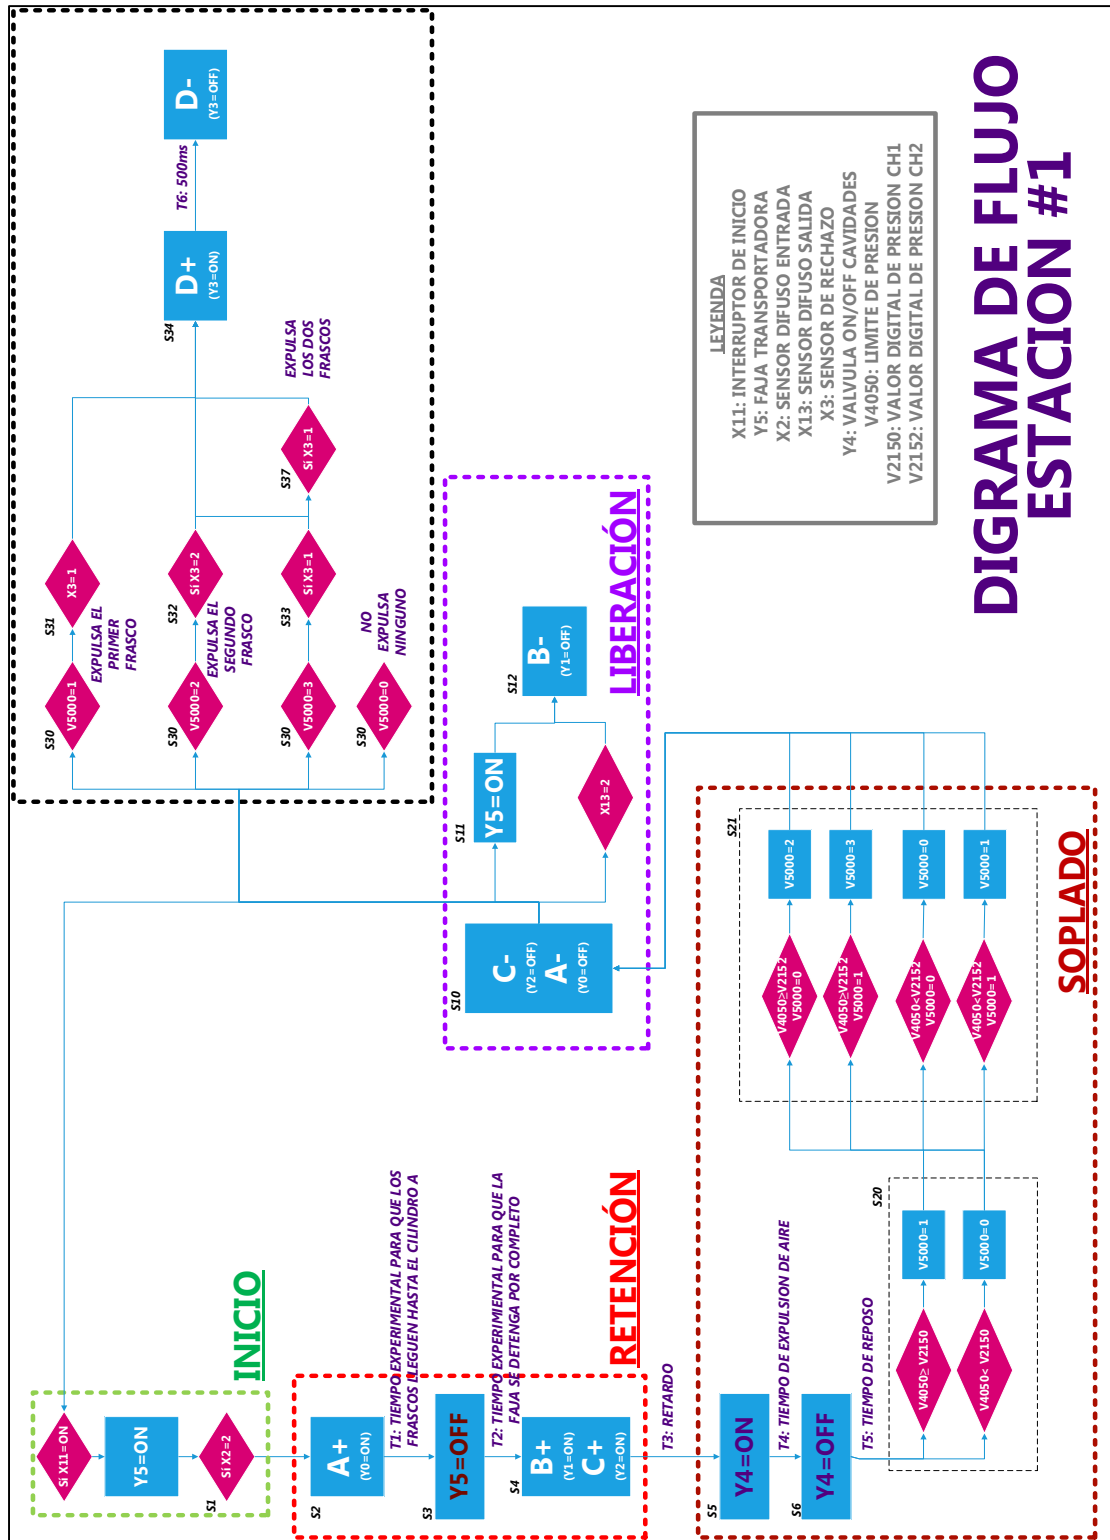 DIGRAMA DE FLUJO
ESTACION #1
INICIO
Sí X11=ON
Y5=ON
S1
Sí X2=2
RETENCIÓN
S2
A+
(Y0=ON)
T1: TIEMPO EXPERIMENTAL PARA QUE LOS
FRASCOS LLEGUEN HASTA EL CILINDRO A
S3
Y5=OFF
T2: TIEMPO EXPERIMIENTAL PARA QUE LA
FAJA SE DETENGA POR COMPLETO
S4
B+
(Y1=ON)
C+
(Y2=ON)
T3: RETARDO
SOPLADO
S5
Y4=ON
T4: TIEMPO DE EXPULSION DE AIRE
S6
Y4=OFF
T5: TIEMPO DE REPOSO
S20
V4050≥ V2150
V5000=1
V4050< V2150
V5000=0
S21
V4050≥V2152
V5000=0
V5000=2
V4050≥V2152
V5000=1
V5000=3
V4050<V2152
V5000=0
V5000=0
V4050<V2152
V5000=1
V5000=1
LIBERACIÓN
S10
C-
(Y2=OFF)
A-
(Y0=OFF)
S11
Y5=ON
X13=2
S12
B-
(Y1=OFF)
S30
V5000=1
S31
X3=1
EXPULSA EL
PRIMER
FRASCO
S30
V5000=2
S32
Sí X3=2
EXPULSA EL
SEGUNDO
FRASCO
S30
V5000=3
S33
Sí X3=1
S37
Sí X3=1
EXPULSA
LOS DOS
FRASCOS
S30
V5000=0
NO
EXPULSA
NINGUNO
S34
D+
(Y3=ON)
T6: 500ms
D-
(Y3=OFF)
LEYENDA
X11: INTERRUPTOR DE INICIO
Y5: FAJA TRANSPORTADORA
X2: SENSOR DIFUSO ENTRADA
X13: SENSOR DIFUSO SALIDA
X3: SENSOR DE RECHAZO
Y4: VALVULA ON/OFF CAVIDADES
V4050: LIMITE DE PRESION
V2150: VALOR DIGITAL DE PRESION CH1
V2152: VALOR DIGITAL DE PRESION CH2